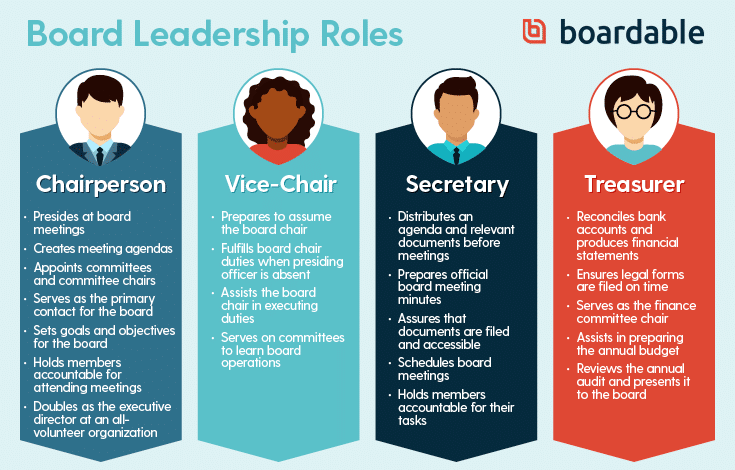 Board Leadership Roles
boardable
Chairperson
· Presides at board
meetings
· Creates meeting agendas
· Appoints committees
and committee chairs
· Serves as the primary
contact for the board
· Sets goals and objectives
for the board
· Holds members
accountable for
attending meetings
· Doubles as the executive
director at an all-
volunteer organization
Vice-Chair
· Prepares to assume
the board chair
· Fulfills board chair
duties when presiding
officer is absent
· Assists the board
chair in executing
duties
· Serves on committees
to learn board
operations
Secretary
· Distributes an
agenda and relevant
documents before
meetings
· Prepares official
board meeting
minutes
· Assures that
documents are filed
and accessible
· Schedules board
meetings
· Holds members
accountable for their
tasks
Treasurer
· Reconciles bank
accounts and
produces financial
statements
· Ensures legal forms
are filed on time
· Serves as the finance
committee chair
· Assists in preparing
the annual budget
· Reviews the annual
audit and presents it
to the board